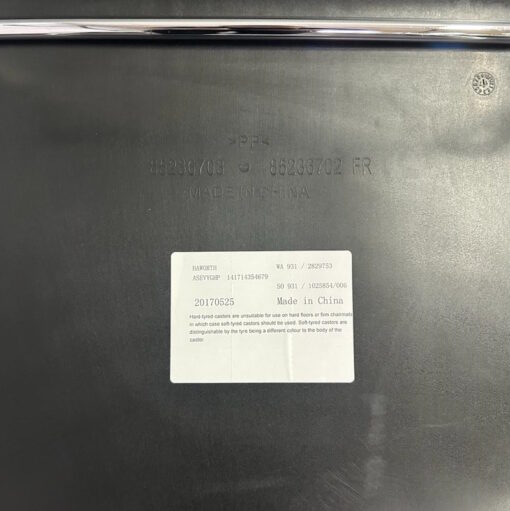 >PP<
86236702 FR
MADE IN CHINA
HAWORTH
WA 931 / 2829753
141714354679
SO 931 / 1025854/006
20170525
Made in China
Hard-tyred castors are unsuitable for use on hard floors or firm chairmats
in which case soft-tyred castors should be used. Soft-tyred castors are
distinguishable by the tyre being a different colour to the body of the
castor.